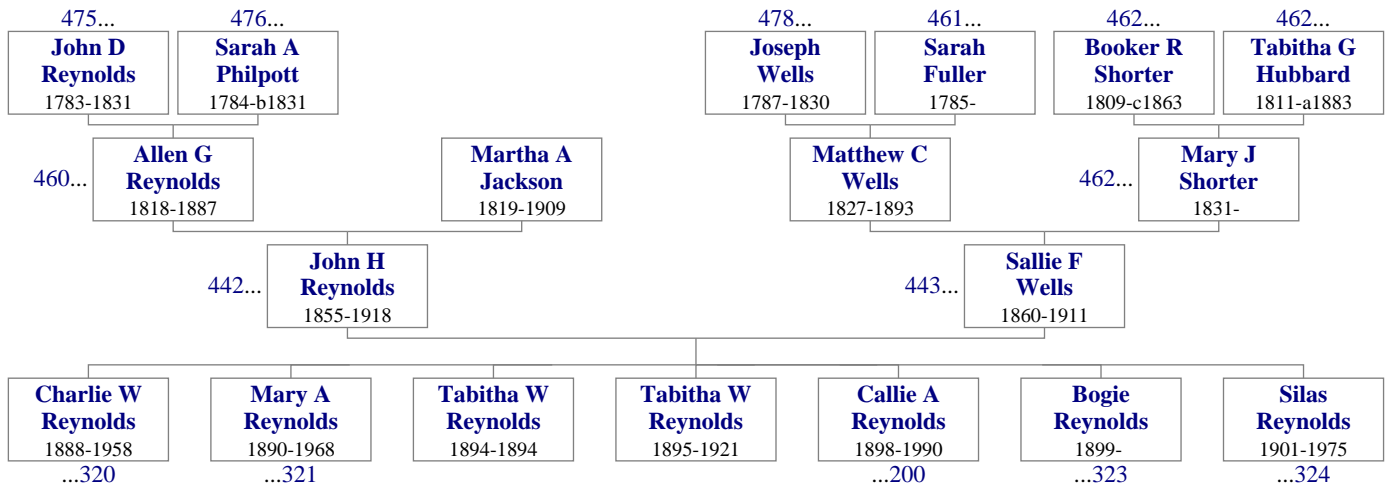 475...
476...
478...
461...
462...
462...
John D
Reynolds
1783-1831
Sarah A
Philpott
1784-b1831
Joseph
Wells
1787-1830
Sarah
Fuller
1785-
Booker R
Shorter
1809-c1863
Tabitha G
Hubbard
1811-a1883
460...
Allen G
Reynolds
1818-1887
Martha A
Jackson
1819-1909
Matthew C
Wells
1827-1893
462...
Mary J
Shorter
1831-
442...
John H
Reynolds
1855-1918
443...
Sallie F
Wells
1860-1911
Charlie W
Reynolds
1888-1958
...320
Mary A
Reynolds
1890-1968
...321
Tabitha W
Reynolds
1894-1894
Tabitha W
Reynolds
1895-1921
Callie A
Reynolds
1898-1990
...200
Bogie
Reynolds
1899-
...323
Silas
Reynolds
1901-1975
...324